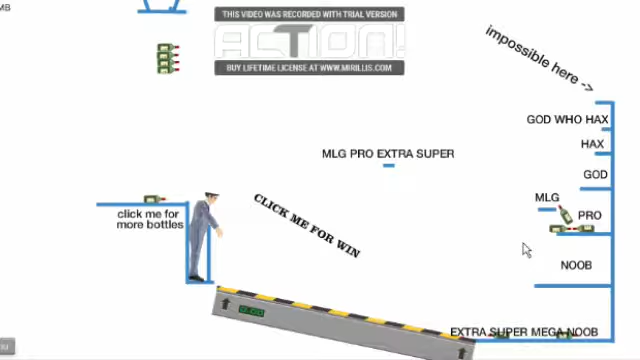 MB
THIS VIDEO WAS RECORDED WITH TRIAL VERSION
ACTION!
BUY LIFETIME LICENSE AT WWW.MIRILLIS.COM
impossible here ->
GOD WHO HAX
HAX
MLG PRO EXTRA SUPER
GOD
MLG
PRO
click me for
more bottles
CLICK ME FOR WIN
NOOB
EXTRA SUPER MEGA NOOB